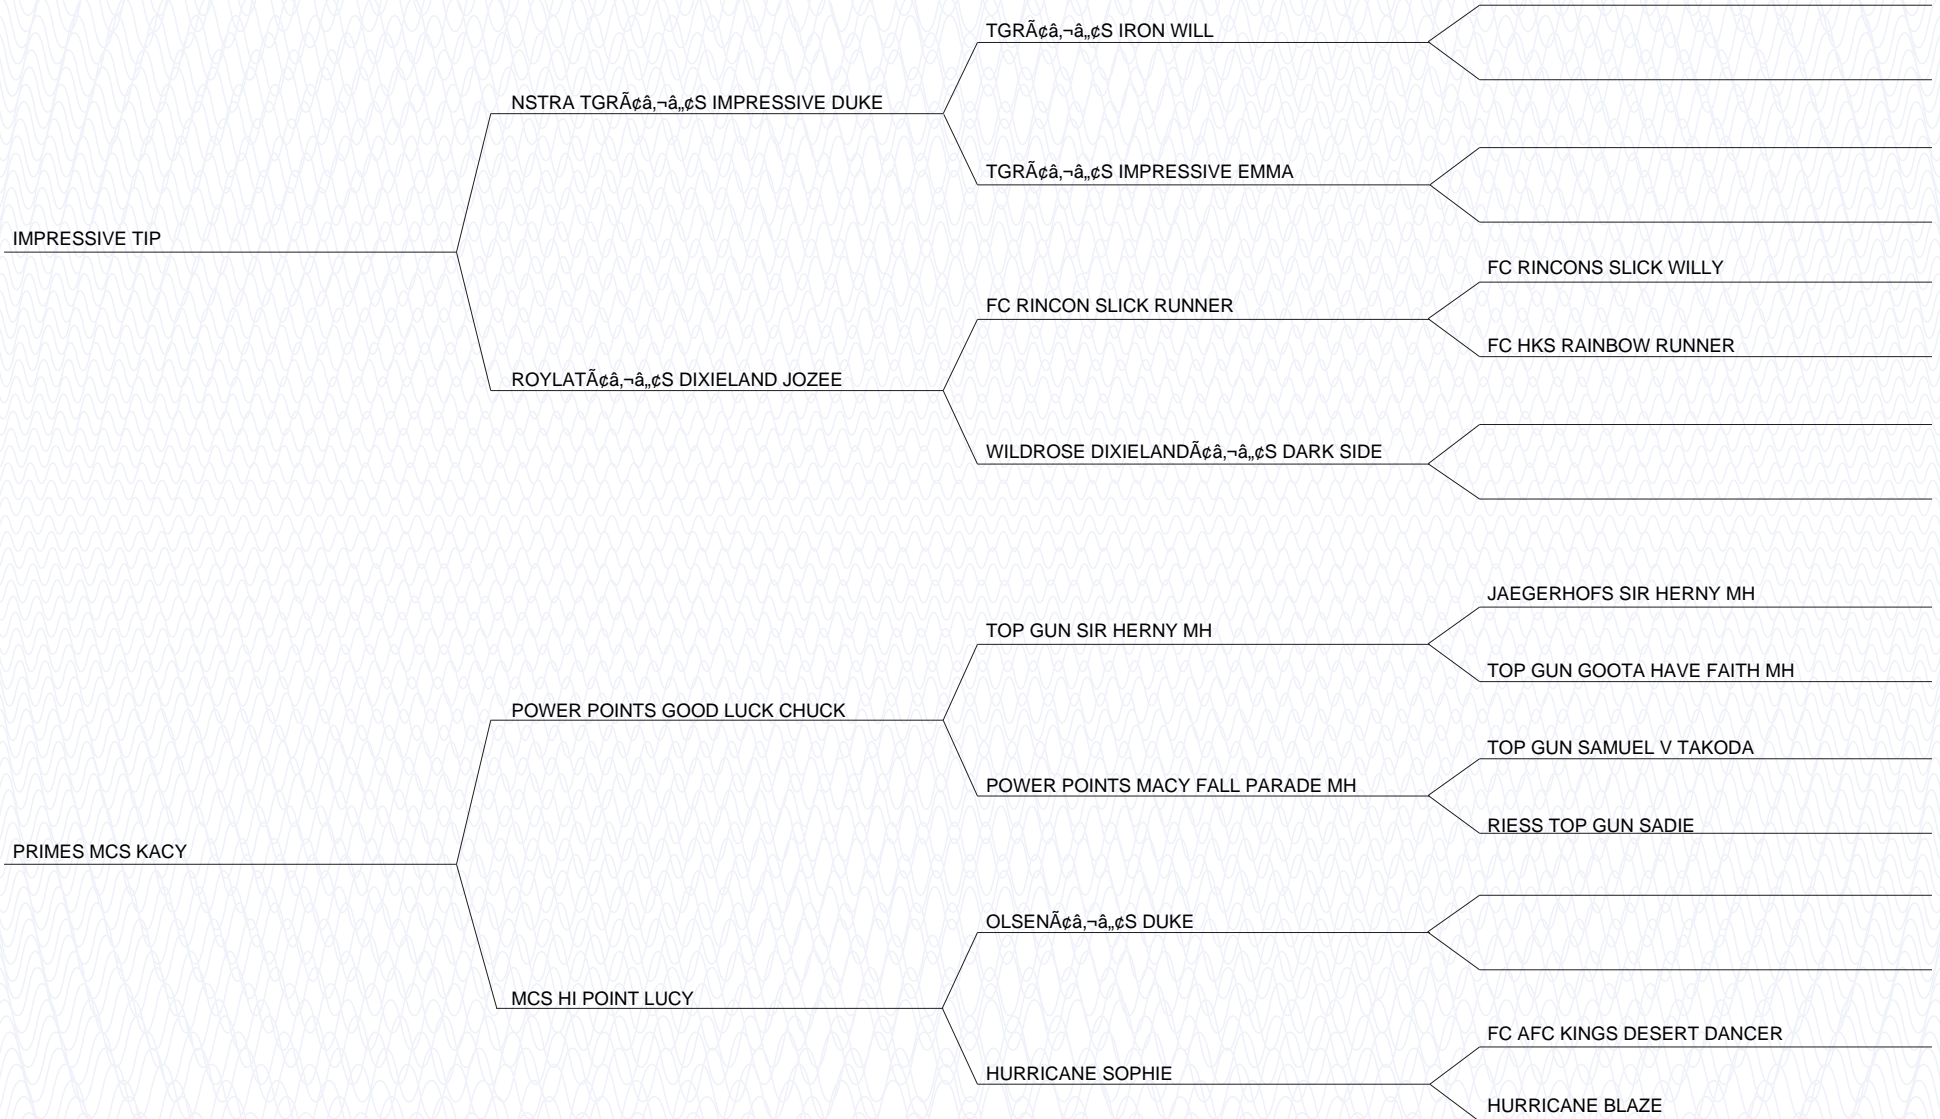 TGRÃ¢â‚¬â„¢S IRON WILL
NSTRA TGRÃ¢â‚¬â„¢S IMPRESSIVE DUKE
TGRÃ¢â‚¬â„¢S IMPRESSIVE EMMA
IMPRESSIVE TIP
FC RINCONS SLICK WILLY
FC RINCON SLICK RUNNER
FC HKS RAINBOW RUNNER
ROYLATÃ¢â‚¬â„¢S DIXIELAND JOZEE
WILDROSE DIXIELANDÃ¢â‚¬â„¢S DARK SIDE
JAEGERHOFS SIR HERNY MH
TOP GUN SIR HERNY MH
TOP GUN GOOTA HAVE FAITH MH
POWER POINTS GOOD LUCK CHUCK
TOP GUN SAMUEL V TAKODA
POWER POINTS MACY FALL PARADE MH
RIESS TOP GUN SADIE
PRIMES MCS KACY
OLSENÃ¢â‚¬â„¢S DUKE
MCS HI POINT LUCY
FC AFC KINGS DESERT DANCER
HURRICANE SOPHIE
HURRICANE BLAZE